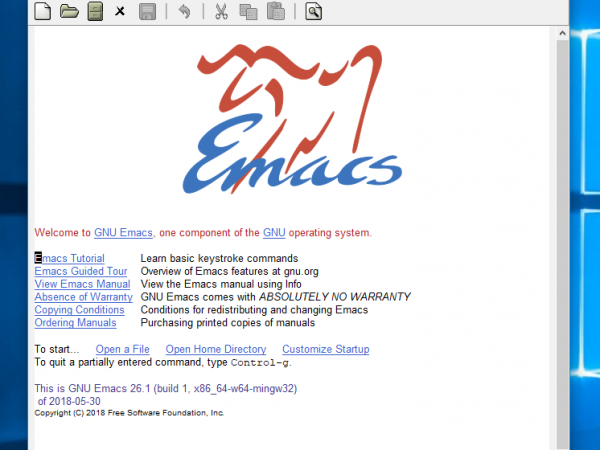 Emacs
Welcome to GNU Emacs, one component of the GNU operating system.
Emacs Tutorial Learn basic keystroke commands
Emacs Guided Tour Overview of Emacs features at gnu.org
View Emacs Manual View the Emacs manual using Info
Absence of Warranty GNU Emacs comes with ABSOLUTELY NO WARRANTY
Copying Conditions Conditions for redistributing and changing Emacs
Ordering Manuals Purchasing printed copies of manuals
To start... Open a File Open Home Directory Customize Startup
To quit a partially entered command, type Control-g.
This is GNU Emacs 26.1 (build 1, x86_64-w64-mingw32)
of 2018-05-30
Copyright (C) 2018 Free Software Foundation, Inc.